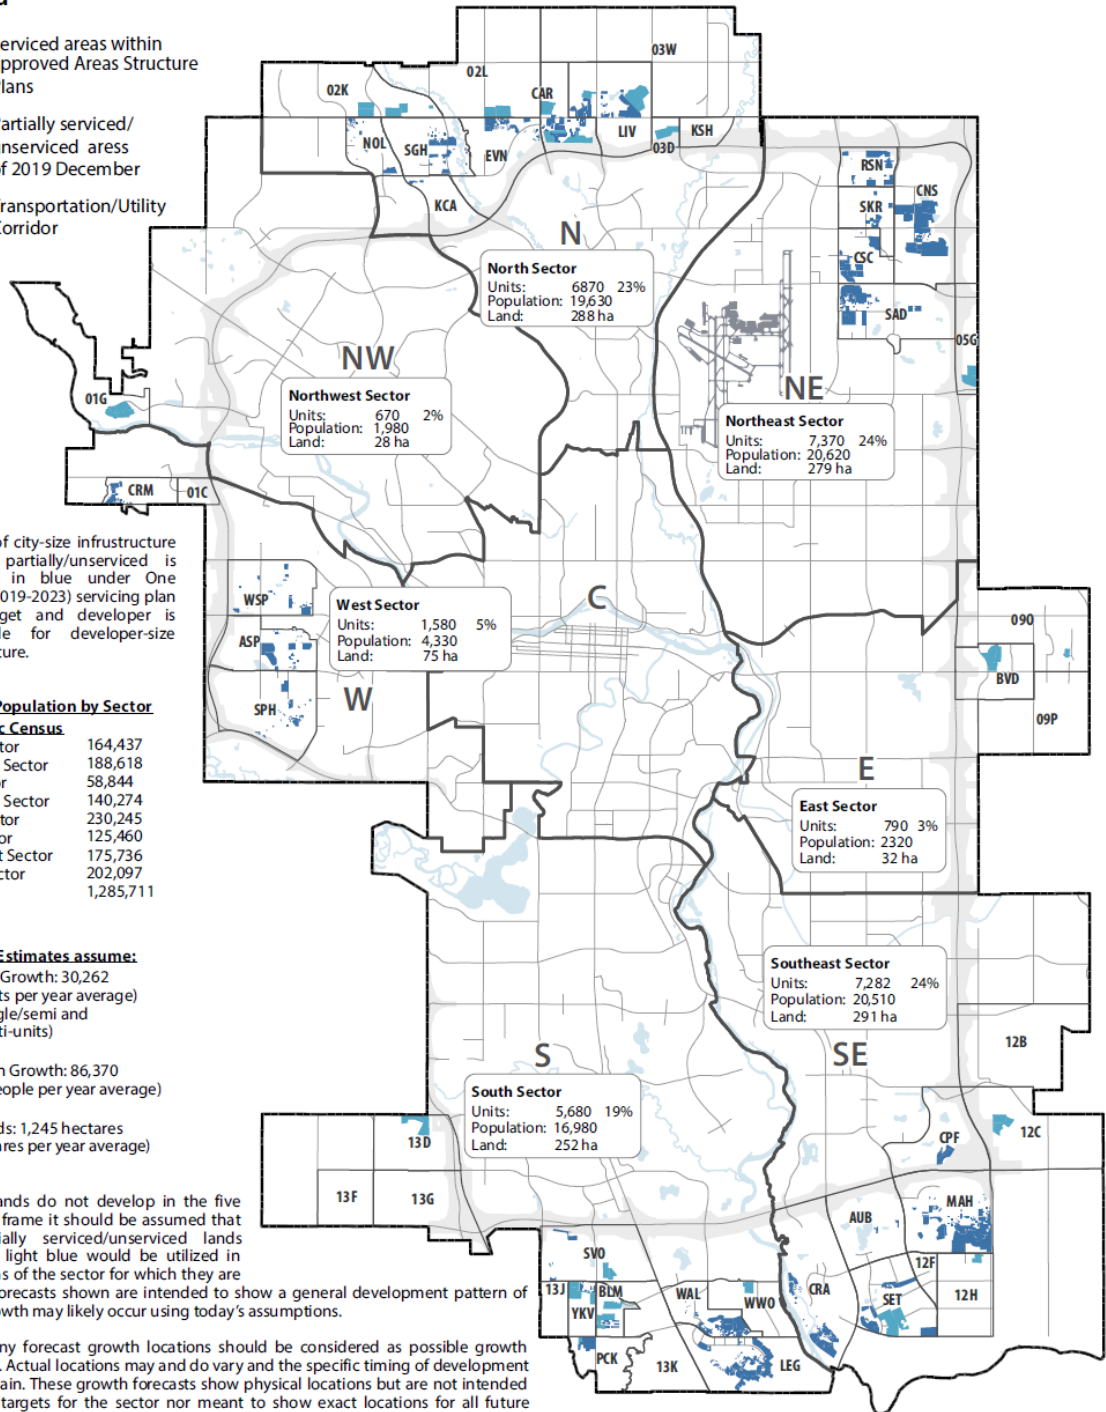 erviced areas within
pproved Areas Structure
lans
artially serviced/
unserviced areas
of 2019 December
ransportation/Utility
orridor
03W
02L
02K
CAR
NOL
SGH
EVN
LIV
KSH
03D
KCA
RSN
CNS
SKR
CSC
SAD
05G
N
North Sector
Units: 6870 23%
Population: 19,630
Land: 288 ha
NW
Northwest Sector
Units: 670 2%
Population: 1,980
Land: 28 ha
NE
Northeast Sector
Units: 7,370 24%
Population: 20,620
Land: 279 ha
01G
CRM
01C
of city-size infrustructure
partially/unserviced is
in blue under One
2019-2023) servicing plan
get and developer is
le for developer-size
ture.
WSP
ASP
SPH
West Sector
Units: 1,580 5%
Population: 4,330
Land: 75 ha
W
C
090
BVD
09P
Population by Sector
c Census
tor 164,437
Sector 188,618
or 58,844
Sector 140,274
tor 230,245
or 125,460
t Sector 175,736
ctor 202,097
1,285,711
E
East Sector
Units: 790 3%
Population: 2320
Land: 32 ha
Estimates assume:
Growth: 30,262
ts per year average)
gle/semi and
ti-units)
n Growth: 86,370
eople per year average)
ds: 1,245 hectares
ares per year average)
Southeast Sector
Units: 7,282 24%
Population: 20,510
Land: 291 ha
SE
S
South Sector
Units: 5,680 19%
Population: 16,980
Land: 252 ha
12B
12C
CPF
13D
13F
13G
MAH
AUB
12F
12H
SVO
13J
BLM
YKV
WAL
WWO
CRA
SET
PCK
13K
LEG
ands do not develop in the five
frame it should be assumed that
ially serviced/unserviced lands
light blue would be utilized in
ns of the sector for which they are
orecasts shown are intended to show a general development pattern of
wth may likely occur using today's assumptions.
ny forecast growth locations should be considered as possible growth
. Actual locations may and do vary and the specific timing of development
ain. These growth forecasts show physical locations but are not intended
targets for the sector nor meant to show exact locations for all future